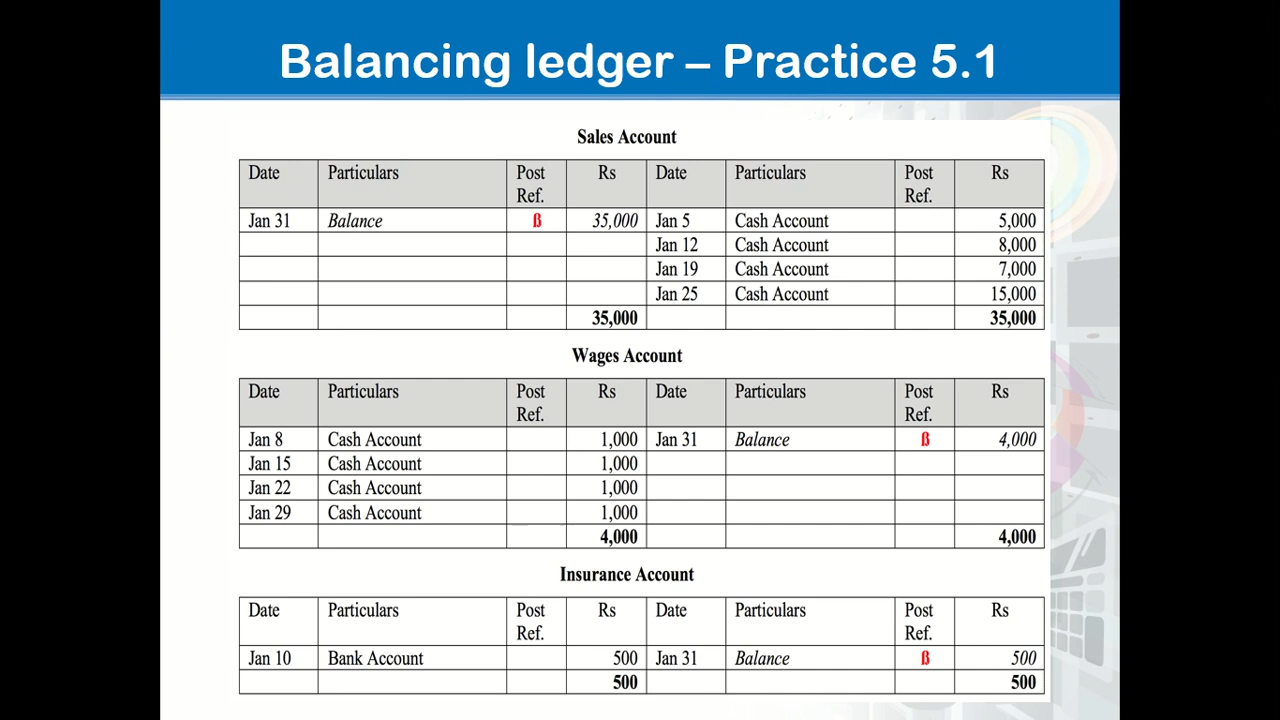 Balancing ledger – Practice 5.1
Sales Account
Date Particulars Post Ref. Rs Date Particulars Post Ref. Rs
Jan 31 Balance ß 35,000 Jan 5 Cash Account 5,000
Jan 12 Cash Account 8,000
Jan 19 Cash Account 7,000
Jan 25 Cash Account 15,000
35,000 35,000
Wages Account
Date Particulars Post Ref. Rs Date Particulars Post Ref. Rs
Jan 8 Cash Account 1,000 Jan 31 Balance ß 4,000
Jan 15 Cash Account 1,000
Jan 22 Cash Account 1,000
Jan 29 Cash Account 1,000
4,000 4,000
Insurance Account
Date Particulars Post Ref. Rs Date Particulars Post Ref. Rs
Jan 10 Bank Account 500 Jan 31 Balance ß 500
500 500